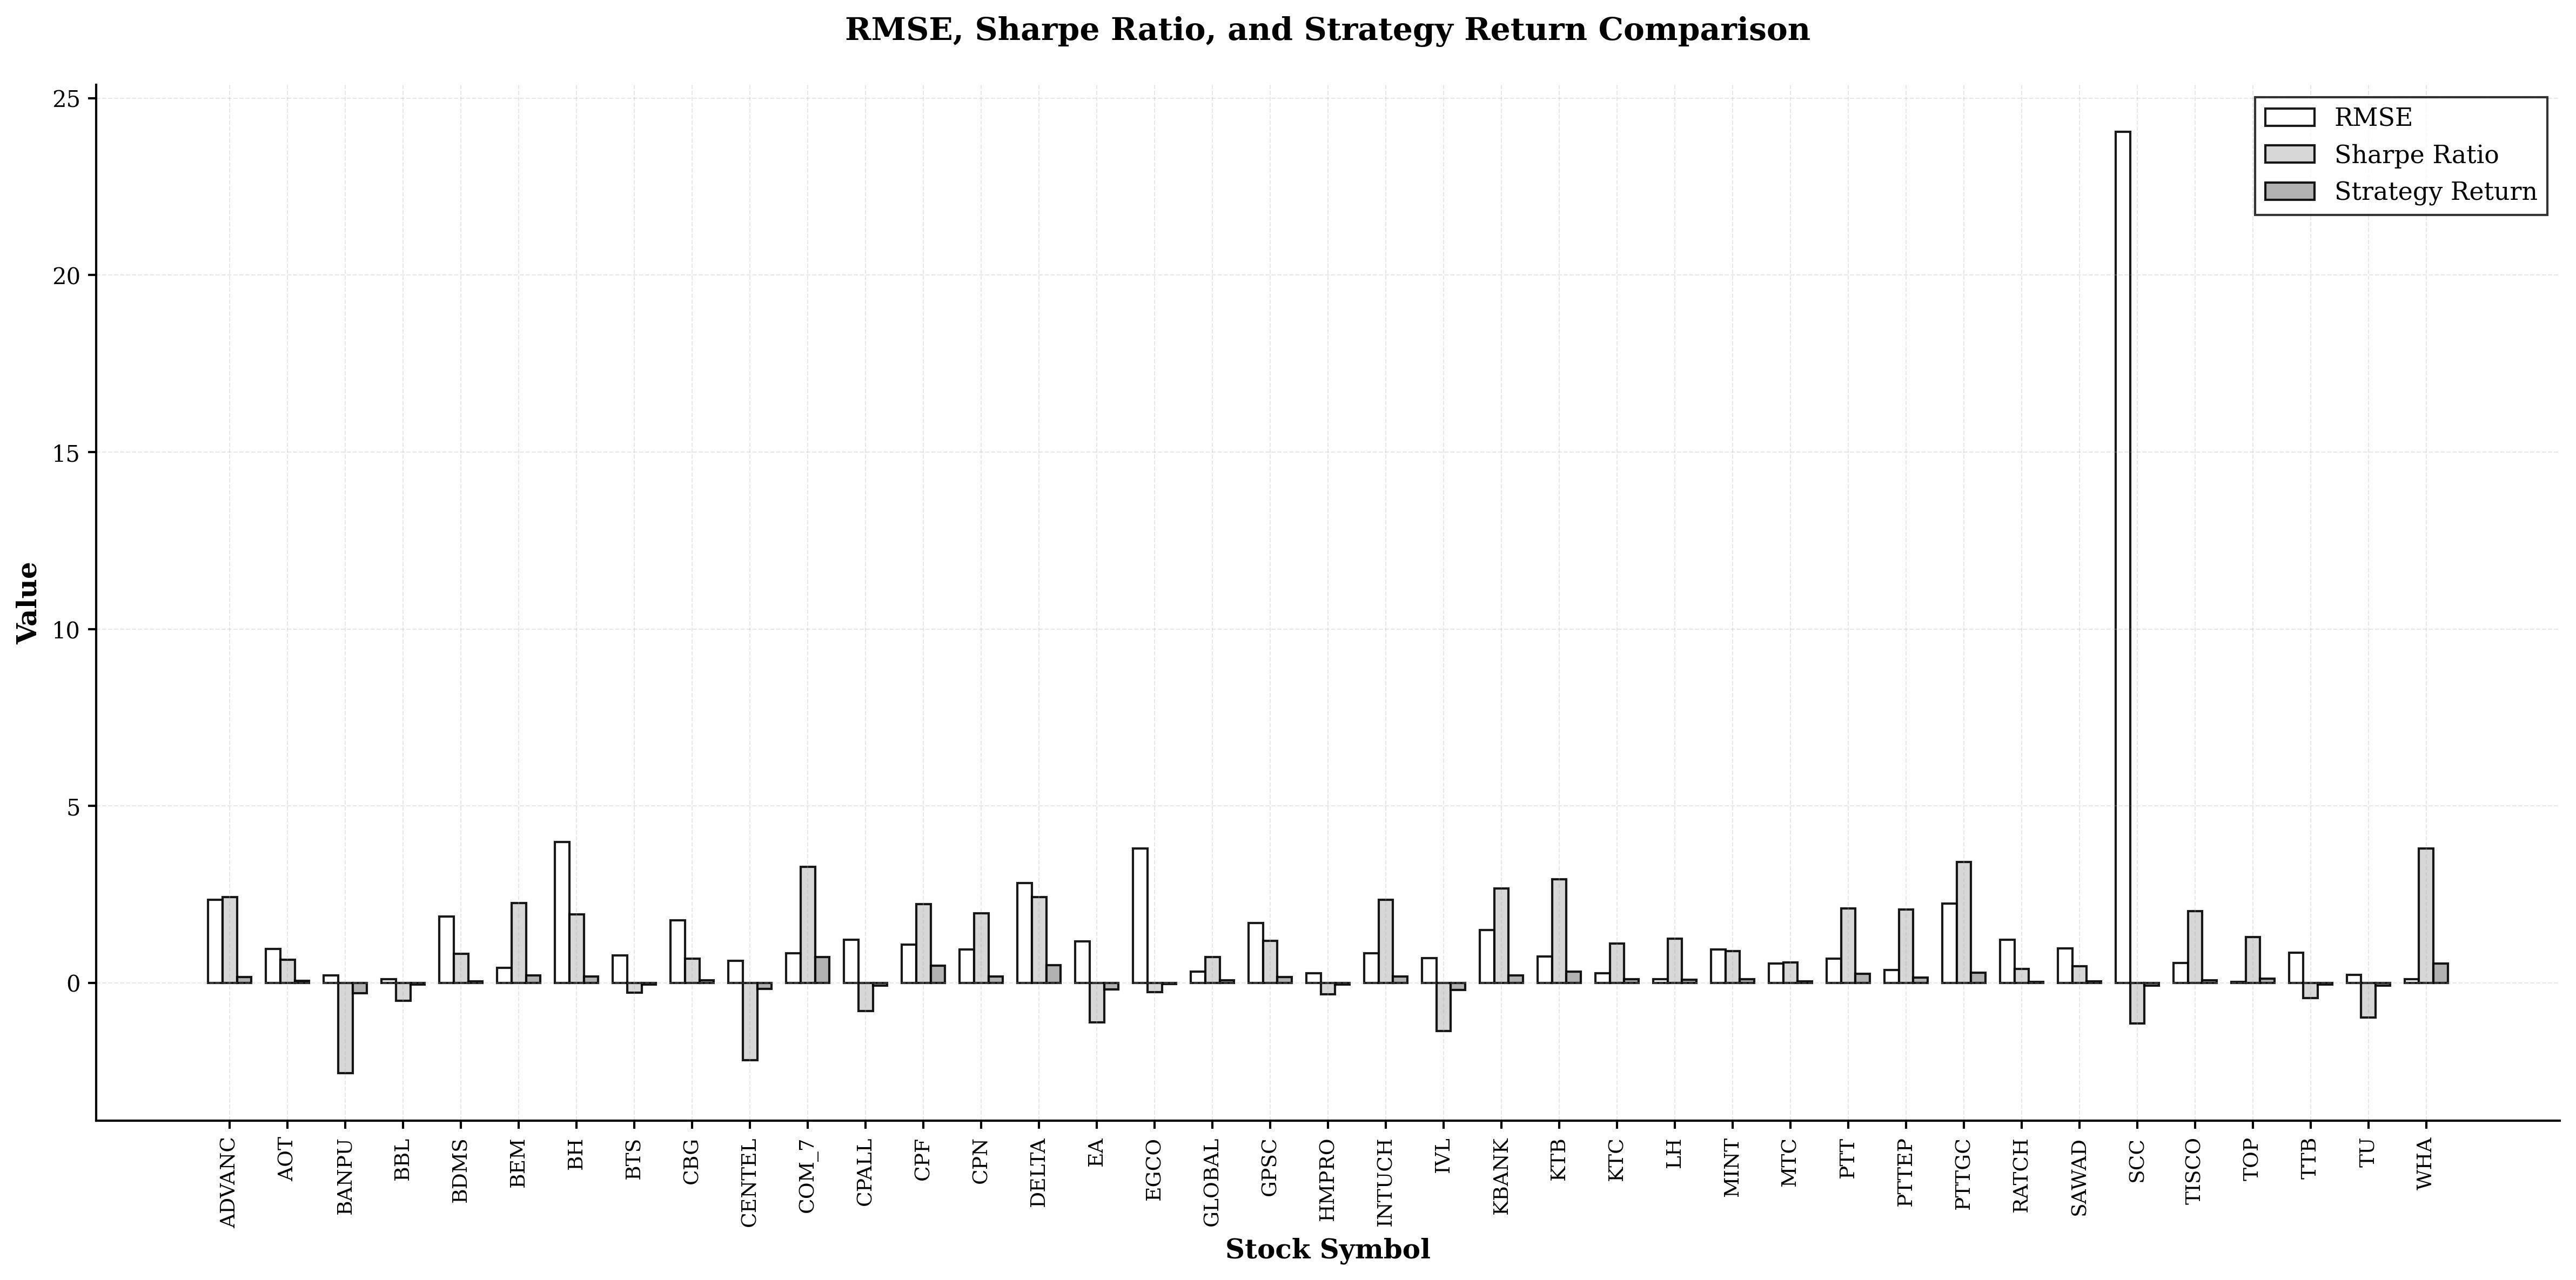 RMSE, Sharpe Ratio, and Strategy Return Comparison
25
20
15
10
5
0
Value
RMSE
Sharpe Ratio
Strategy Return
ADVANC
AOT
BANPU
BBL
BDMS
BEM
BH
BTS
CBG
CENTEL
COM_7
CPALL
CPF
CPN
DELTA
EA
EGCO
GLOBAL
GPSC
HMPRO
INTUCH
IVL
KBANK
KTB
KTC
LH
MINT
MTC
PTT
PTTEP
PTTGC
RATCH
SAWAD
SCC
TISCO
TOP
TTB
TU
WHA
Stock Symbol